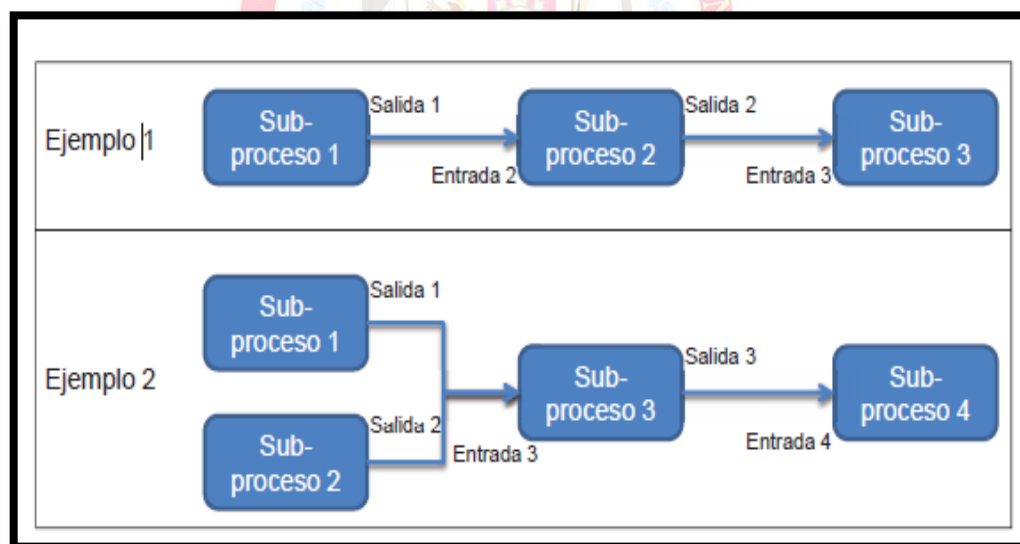 Ejemplo 1
Sub-
proceso 1
Salida 1
Entrada 2
Sub-
proceso 2
Salida 2
Entrada 3
Sub-
proceso 3
Ejemplo 2
Sub-
proceso 1
Salida 1
Sub-
proceso 2
Salida 2
Entrada 3
Sub-
proceso 3
Salida 3
Entrada 4
Sub-
proceso 4